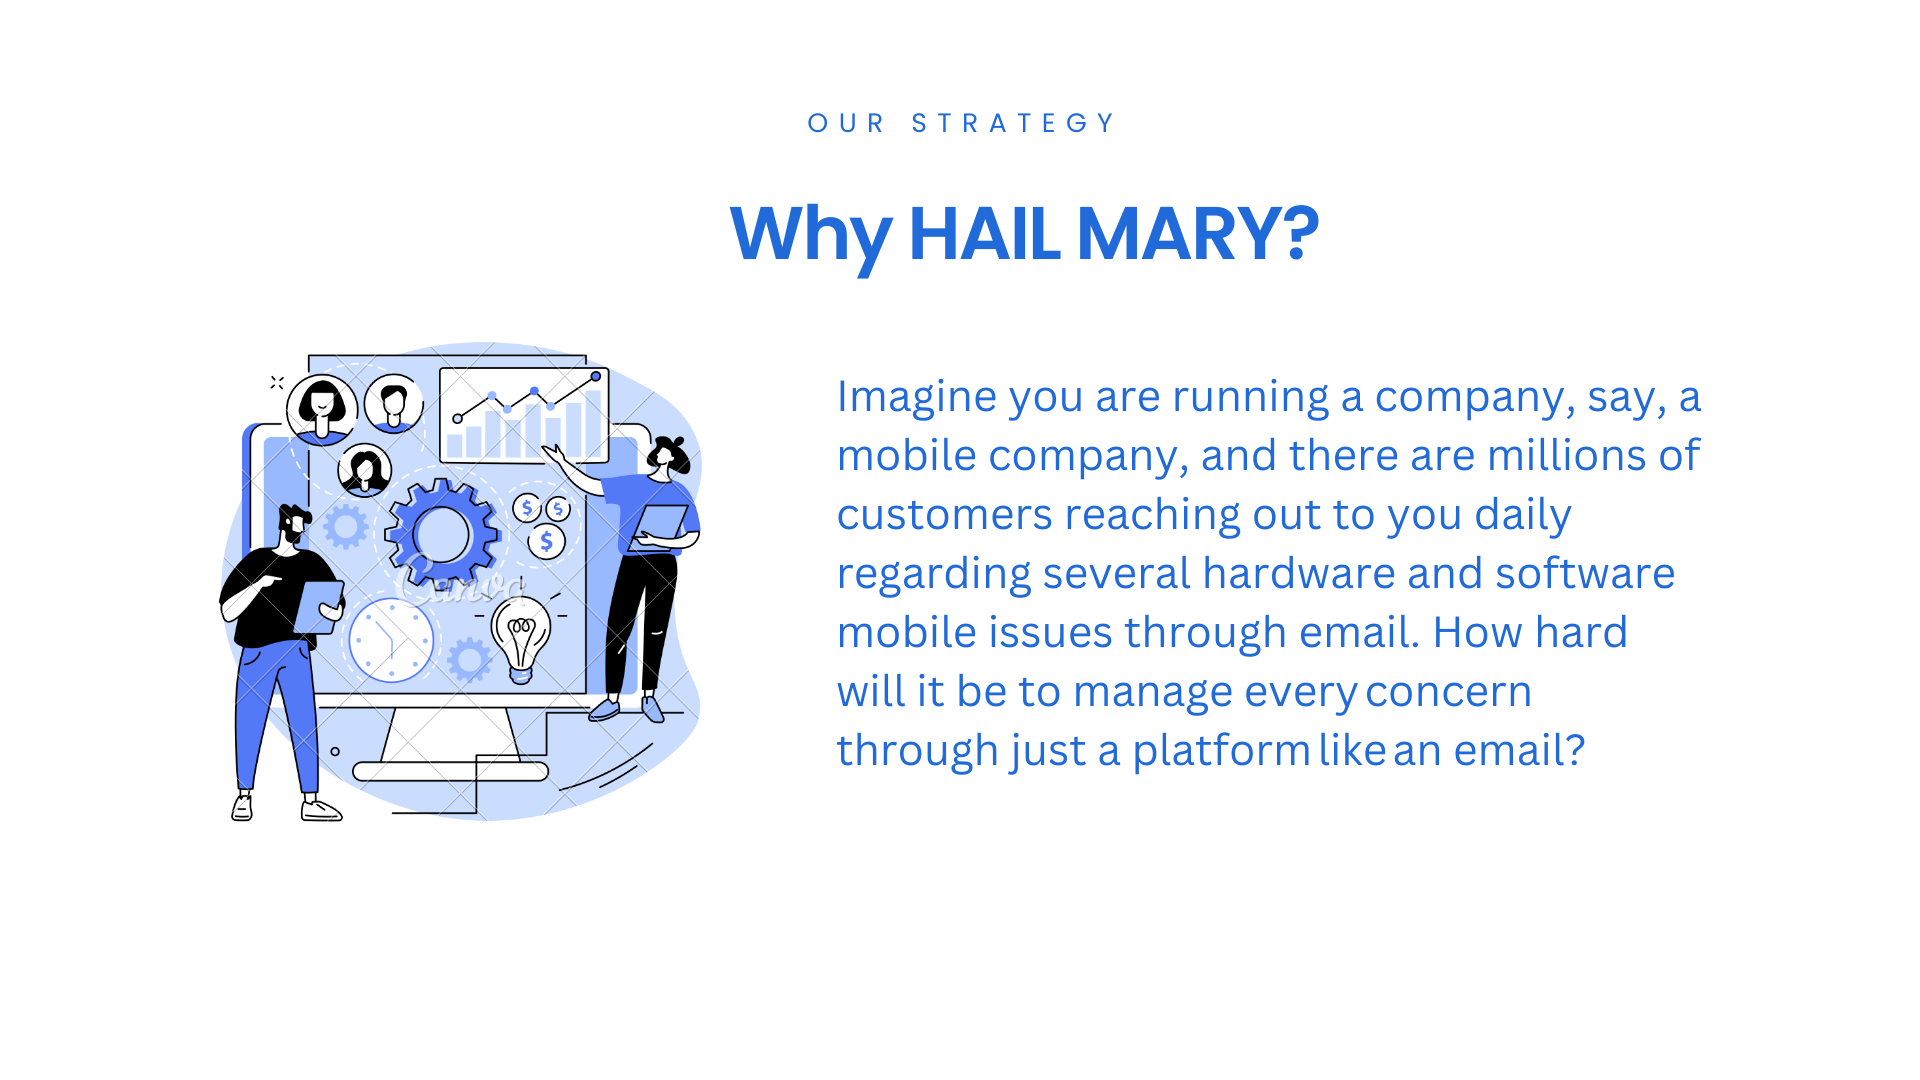 OUR STRATEGY
Why HAIL MARY?
Imagine you are running a company, say, a
mobile company, and there are millions of
customers reaching out to you daily
regarding several hardware and software
mobile issues through email. How hard
will it be to manage every concern
through just a platform like an email?
$ $
$
Canva